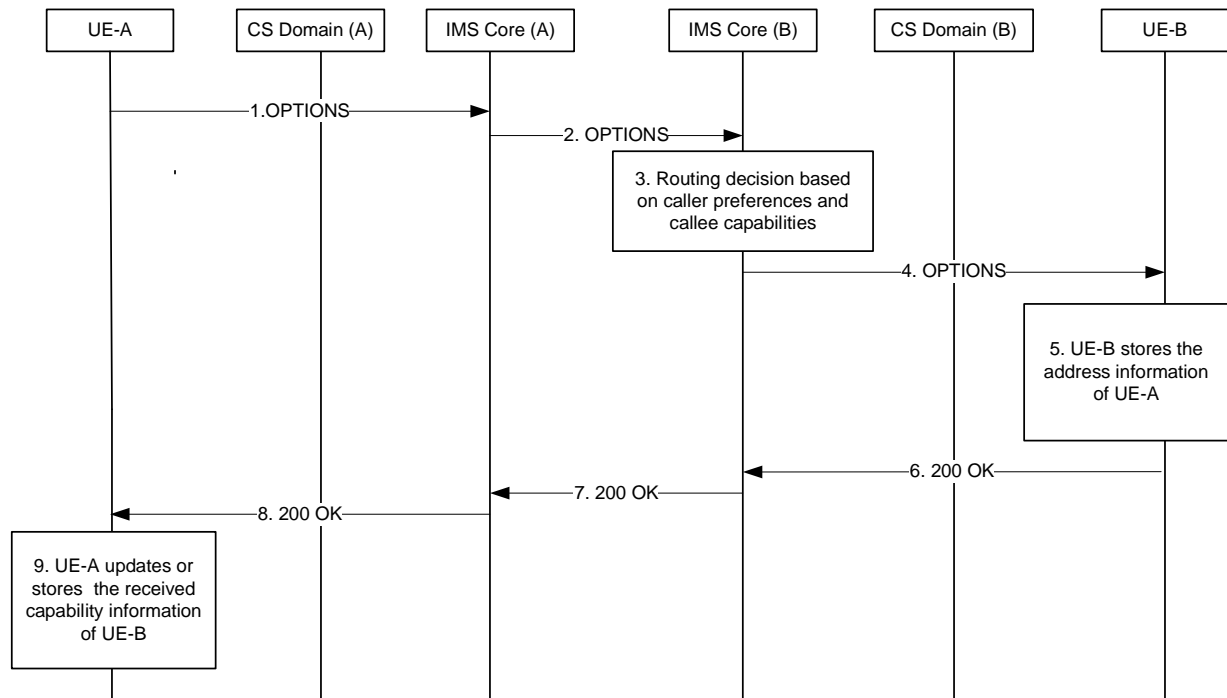 UE-A
CS Domain (A)
IMS Core (A)
IMS Core (B)
CS Domain (B)
UE-B
1.OPTIONS
2. OPTIONS
3. Routing decision based
on caller preferences and
callee capabilities
4. OPTIONS
5. UE-B stores the
address information
of UE-A
6. 200 OK
7. 200 OK
8. 200 OK
9. UE-A updates or
stores the received
capability information
of UE-B